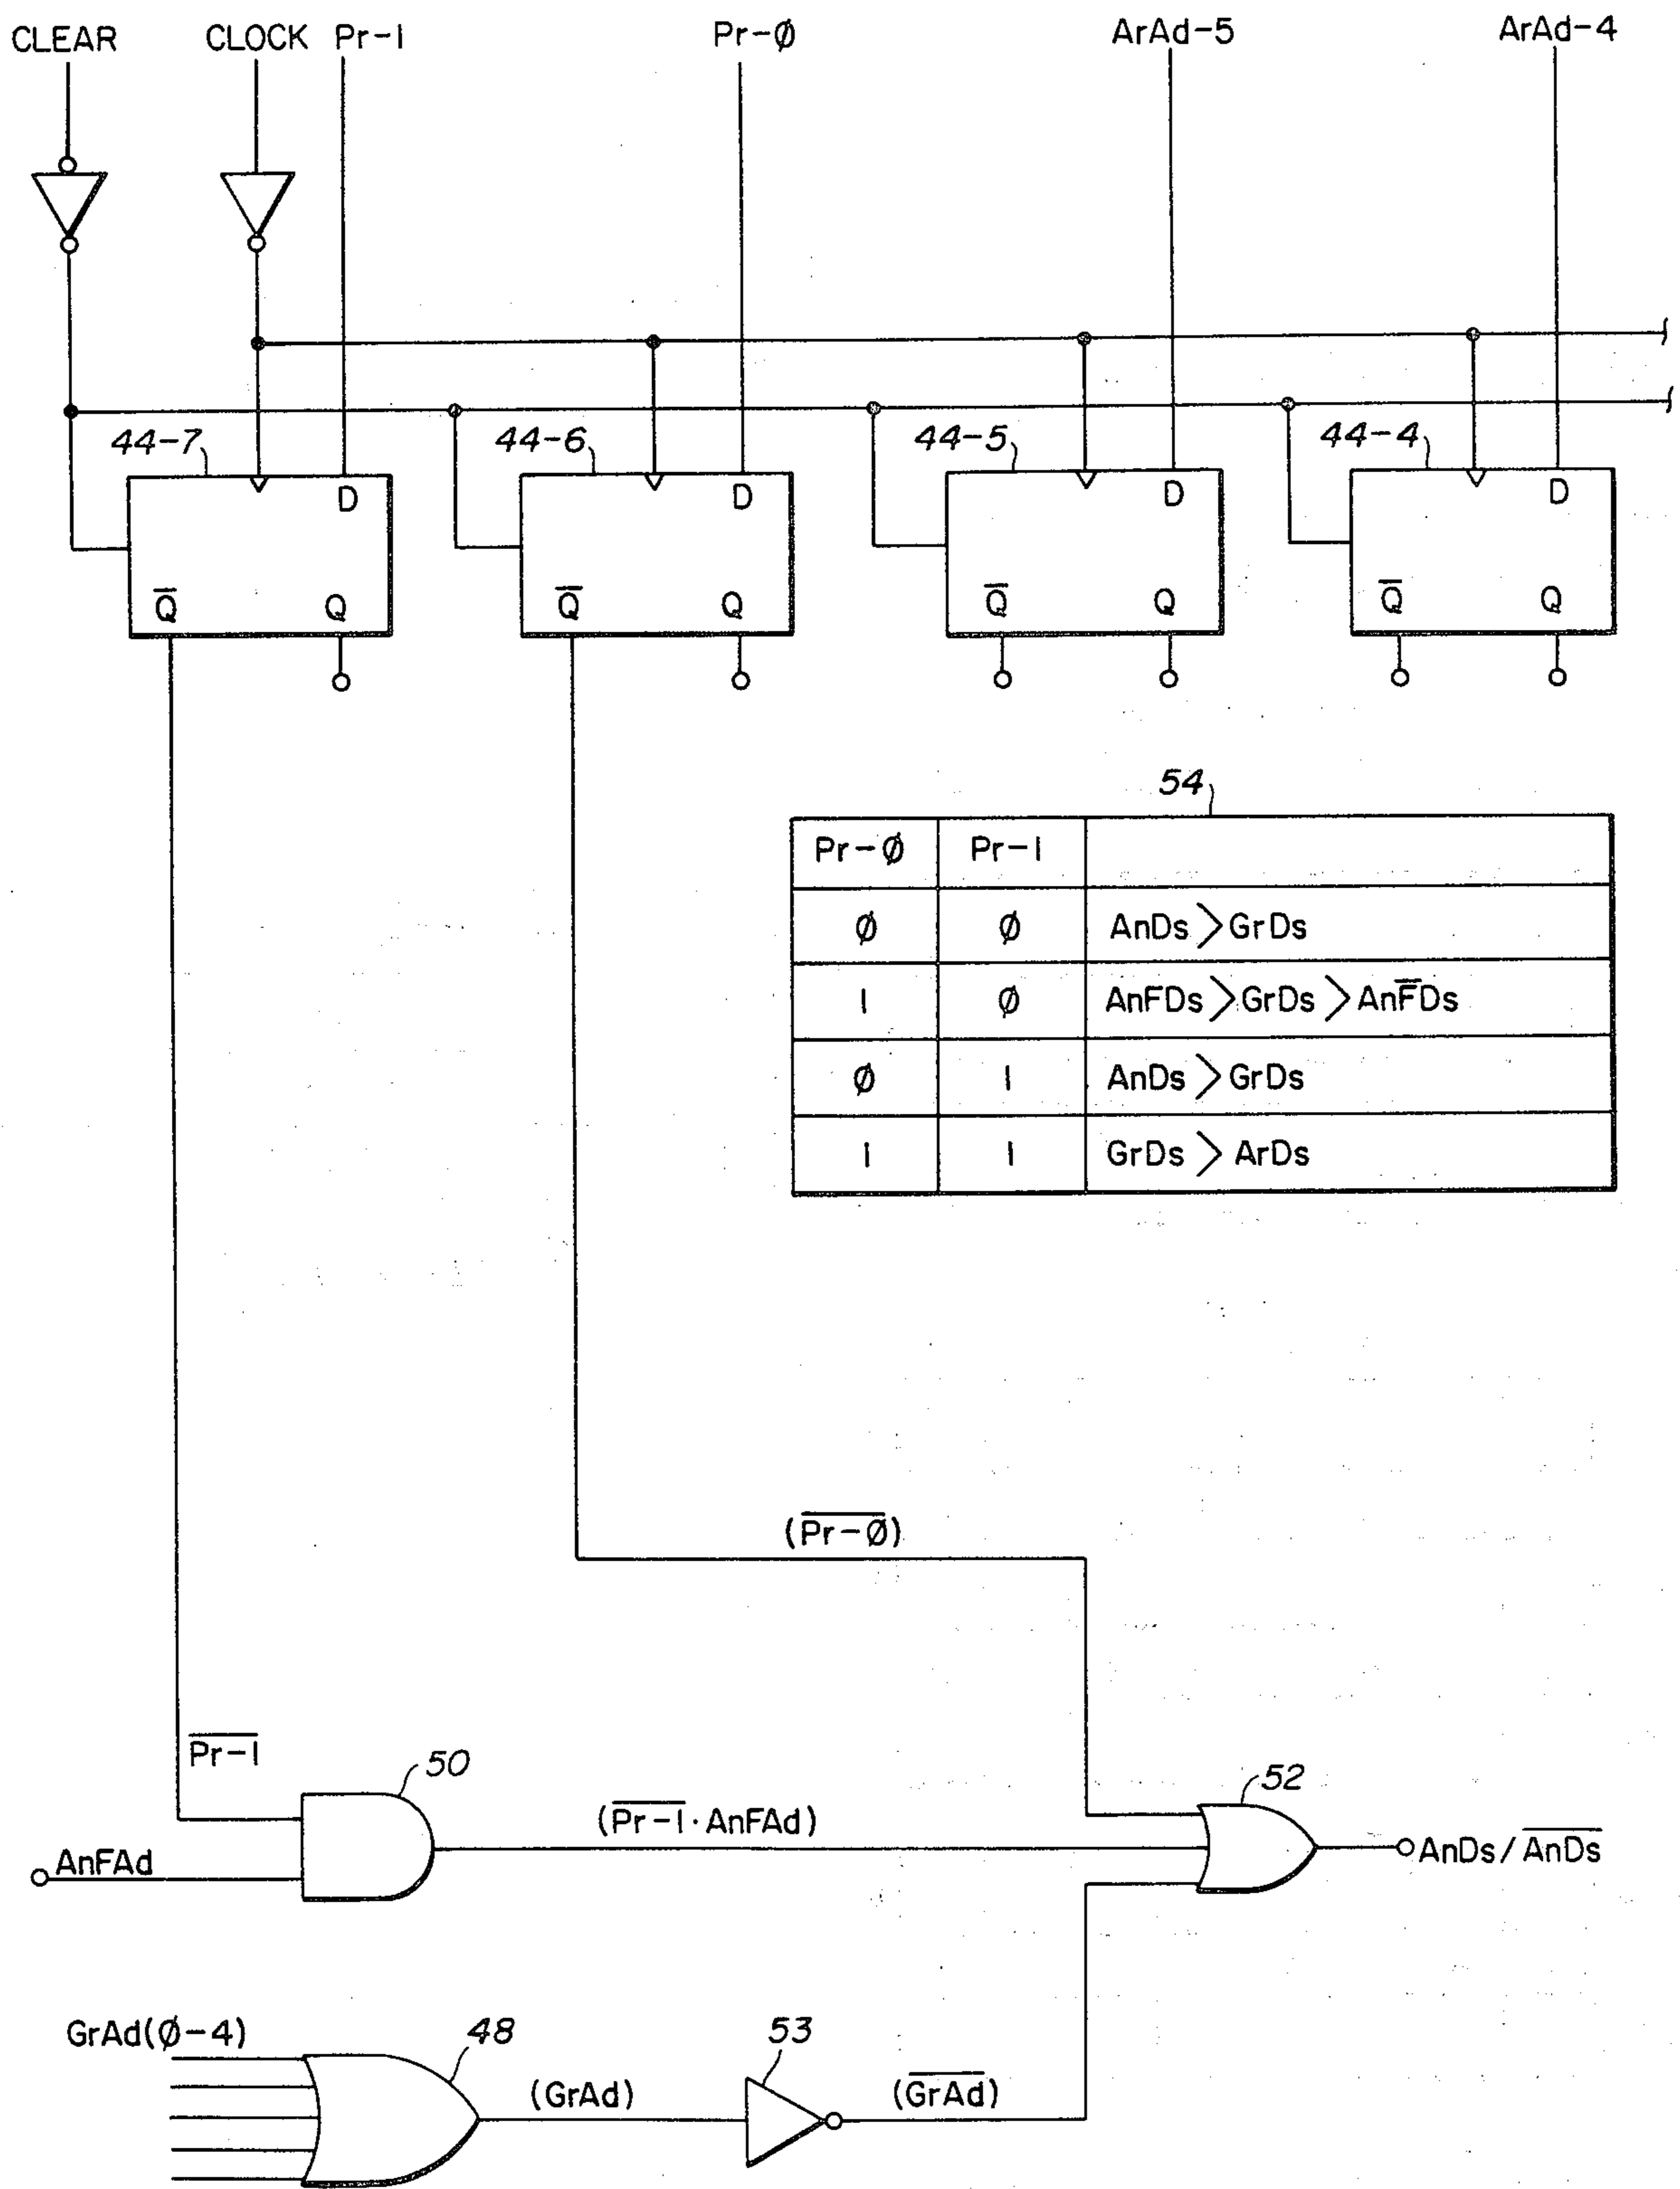 CLEAR CLOCK Pr-1 Pr-∅ ArAd-5 ArAd-4
44-7 44-6 44-5 44-4
D D D D
Q̅ Q Q̅ Q Q̅ Q Q̅ Q
54
Pr-∅ Pr-1
∅ ∅ AnDs > GrDs
1 ∅ AnFDs > GrDs > AnF̅Ds
∅ 1 AnDs > GrDs
1 1 GrDs > ArDs
(P̅r̅-̅∅̅)
P̅r̅-̅1̅
50
52
(P̅r̅-̅1̅·AnFAd)
AnFAd
AnDs/A̅n̅D̅s̅
GrAd(∅-4)
48
53
(GrAd)
(G̅r̅A̅d̅)